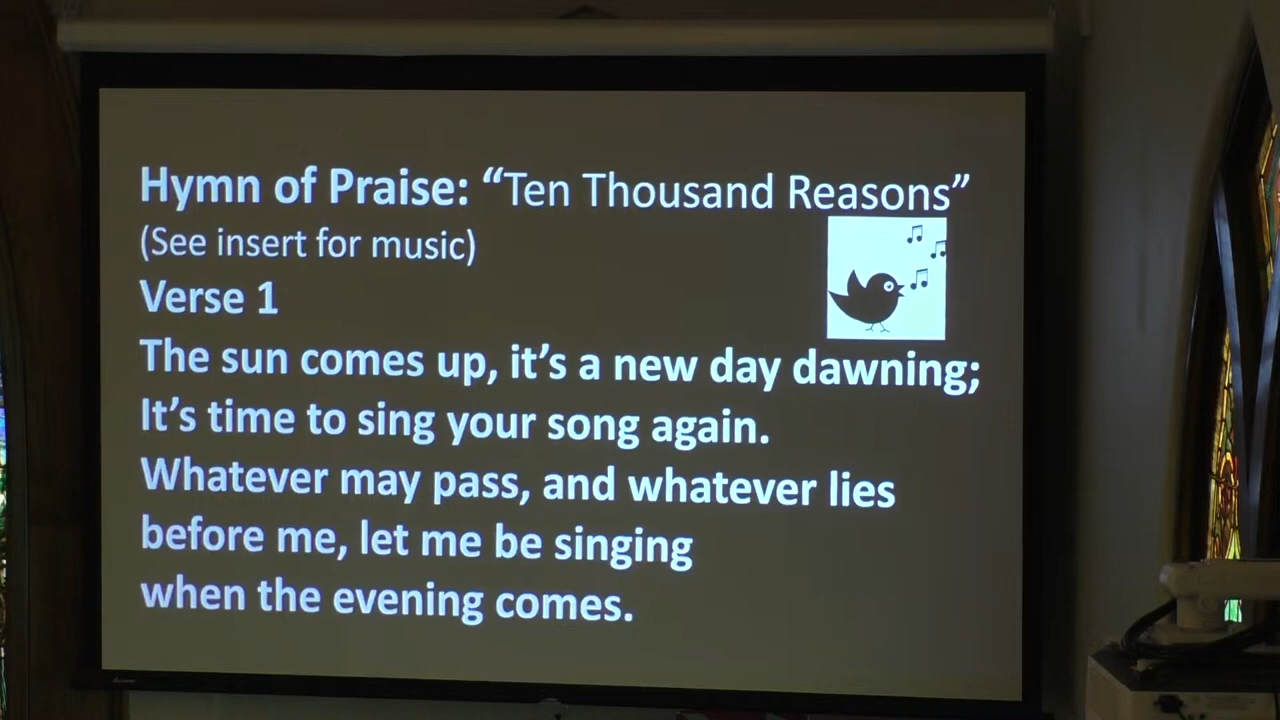 Hymn of Praise: “Ten Thousand Reasons”
(See insert for music)
Verse 1
The sun comes up, it’s a new day dawning;
It’s time to sing your song again.
Whatever may pass, and whatever lies
before me, let me be singing
when the evening comes.